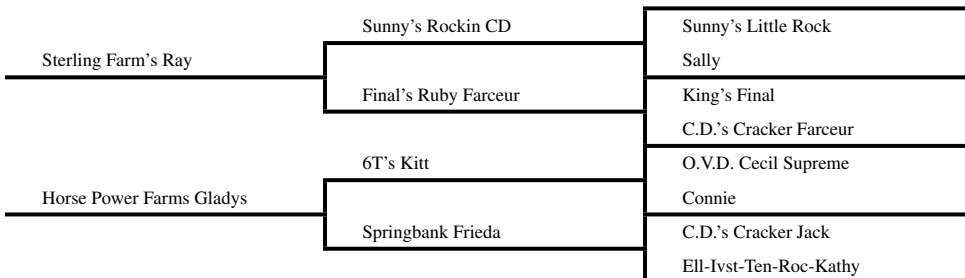 Sunny’s Little Rock
Sunny’s Rockin CD
Sally
Sterling Farm’s Ray
King’s Final
Final’s Ruby Farceur
C.D.’s Cracker Farceur
O.V.D. Cecil Supreme
6T’s Kitt
Connie
Horse Power Farms Gladys
C.D.’s Cracker Jack
Springbank Frieda
Ell-Ivst-Ten-Roc-Kathy